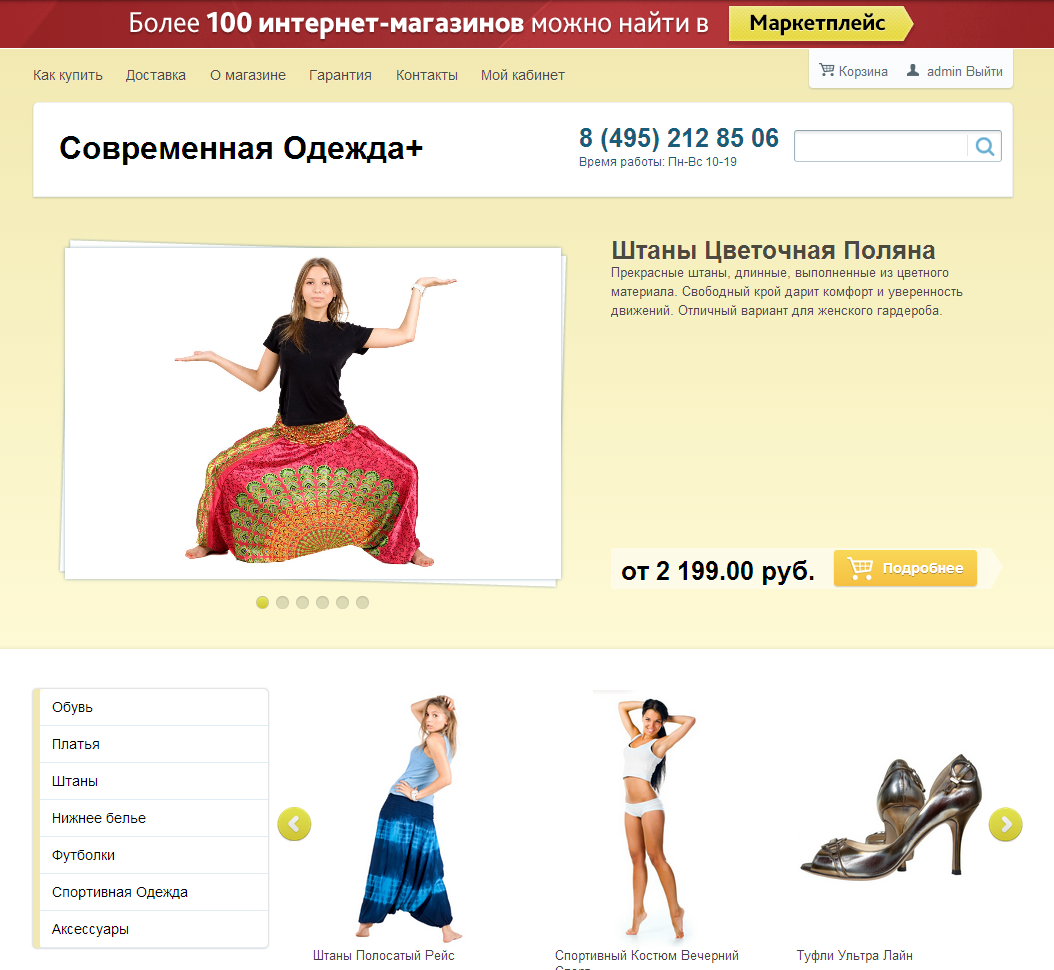 Более 100 интернет-магазинов можно найти в Маркетплейс
Как купить Доставка О магазине Гарантия Контакты Мой кабинет
Корзина admin Выйти
Современная Одежда+
8 (495) 212 85 06
Время работы: Пн-Вс 10-19
Штаны Цветочная Поляна
Прекрасные штаны, длинные, выполненные из цветного
материала. Свободный крой дарит комфорт и уверенность
движений. Отличный вариант для женского гардероба.
от 2 199.00 руб. Подробнее
Обувь
Платья
Штаны
Нижнее белье
Футболки
Спортивная Одежда
Аксессуары
Штаны Полосатый Рейс
Спортивный Костюм Вечерний
Туфли Ультра Лайн